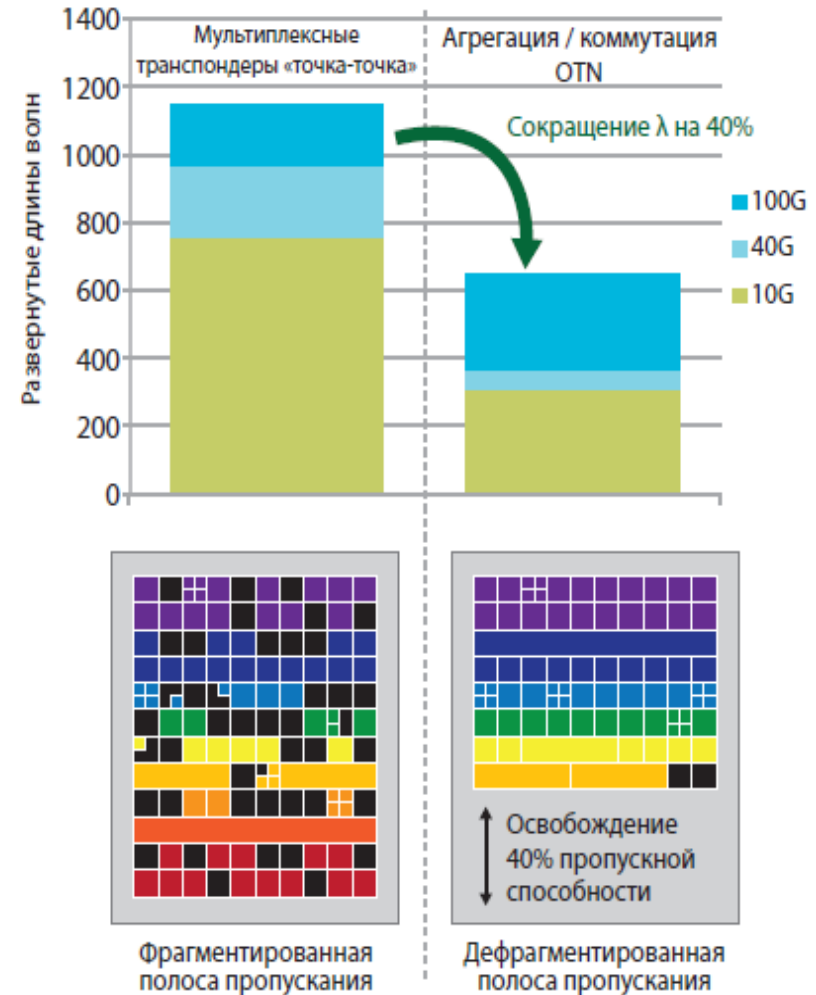 Мультиплексные
транспондеры «точка-точка»
Агрегация / коммутация
OTN
Сокращение λ на 40%
Развернутые длины волн
1400
1200
1000
800
600
400
200
0
100G
40G
10G
Освобождение
40% пропускной
способности
Фрагментированная
полоса пропускания
Дефрагментированная
полоса пропускания